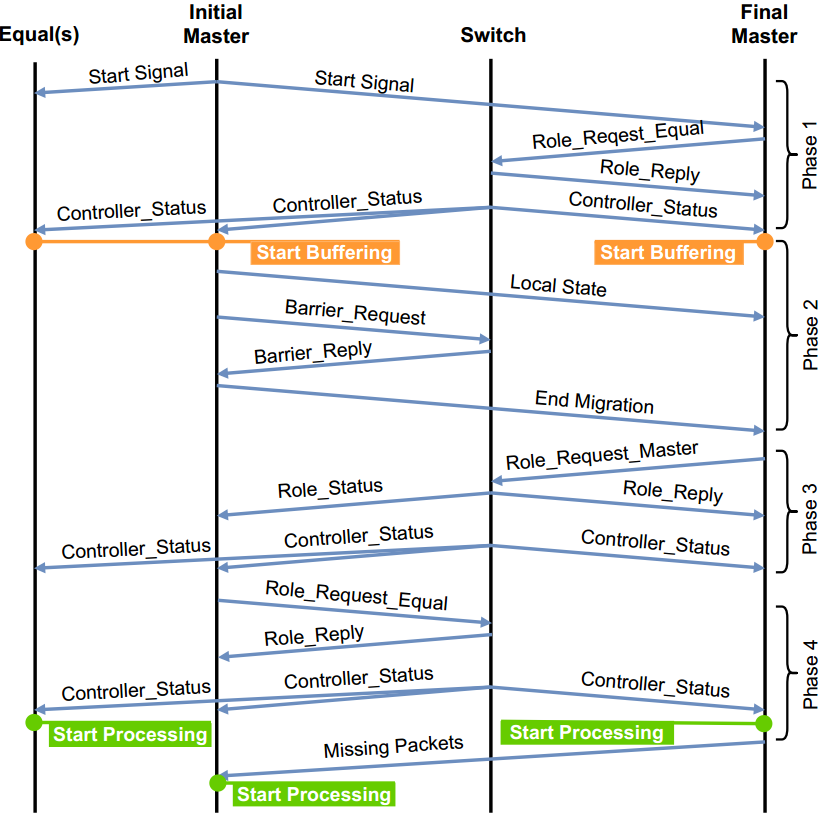 Initial
Master
Final
Master
Equal(s)
Switch
Start Signal
Start Signal
Role_Reqest_Equal
Role_Reply
Controller_Status
Controller_Status
Controller_Status
Phase 1
Start Buffering
Start Buffering
Local State
Barrier_Request
Barrier_Reply
End Migration
Phase 2
Role_Request_Master
Role_Status
Role_Reply
Controller_Status
Controller_Status
Controller_Status
Phase 3
Role_Request_Equal
Role_Reply
Controller_Status
Controller_Status
Controller_Status
Phase 4
Start Processing
Start Processing
Missing Packets
Start Processing